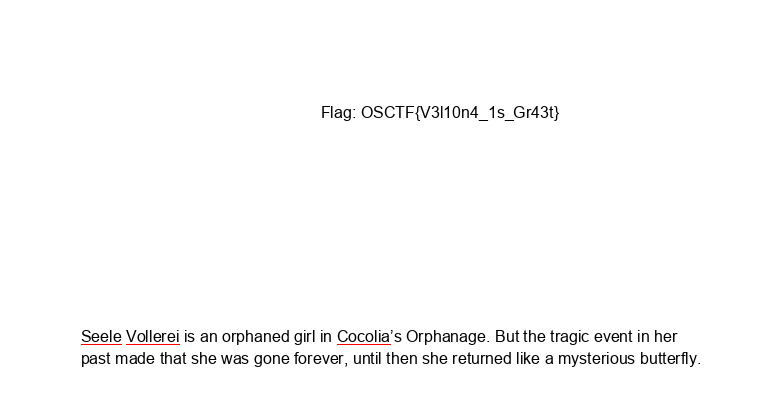 Flag: OSCTF{V3l10n4_1s_Gr43t}
Seele Vollerei is an orphaned girl in Cocolia’s Orphanage. But the tragic event in her
past made that she was gone forever, until then she returned like a mysterious butterfly.